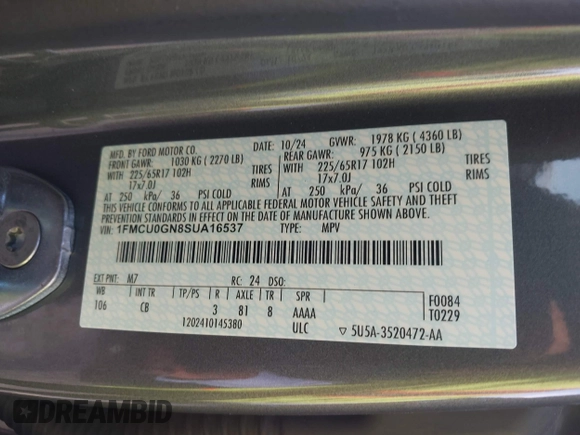 MFD. BY FORD MOTOR CO. DATE: 10/24 GVWR: 1978 KG ( 4360 LB)
FRONT GAWR: 1030 KG ( 2270 LB) REAR GAWR: 975 KG ( 2150 LB)
WITH 225/65R17 102H TIRES WITH 225/65R17 102H TIRES
17x7.0J RIMS 17x7.0J RIMS
AT 250 kPa/ 36 PSI COLD AT 250 kPa/ 36 PSI COLD
THIS VEHICLE CONFORMS TO ALL APPLICABLE FEDERAL MOTOR VEHICLE SAFETY AND THEFT PREVENTION STANDARDS IN EFFECT ON THE DATE OF MANUFACTURE SHOWN ABOVE.
VIN: 1FMCU0GN8SUA16537 TYPE: MPV
EXT PNT: M7 RC: 24 DSO:
WB INT TR TP/PS R AXLE TR SPR F0084
106 CB 3 81 8 AAAA T0229
1202410145380 ULC 5U5A-3520472-AA
DREAMBID